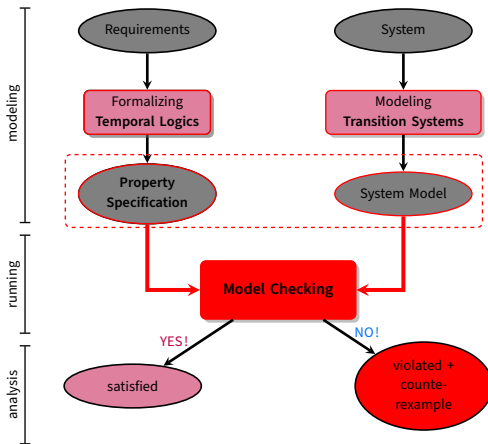 Requirements
System
modeling
Formalizing
Temporal Logics
Modeling
Transition Systems
Property
Specification
System Model
running
Model Checking
YES!
NO!
analysis
satisfied
violated +
counte-
rexample